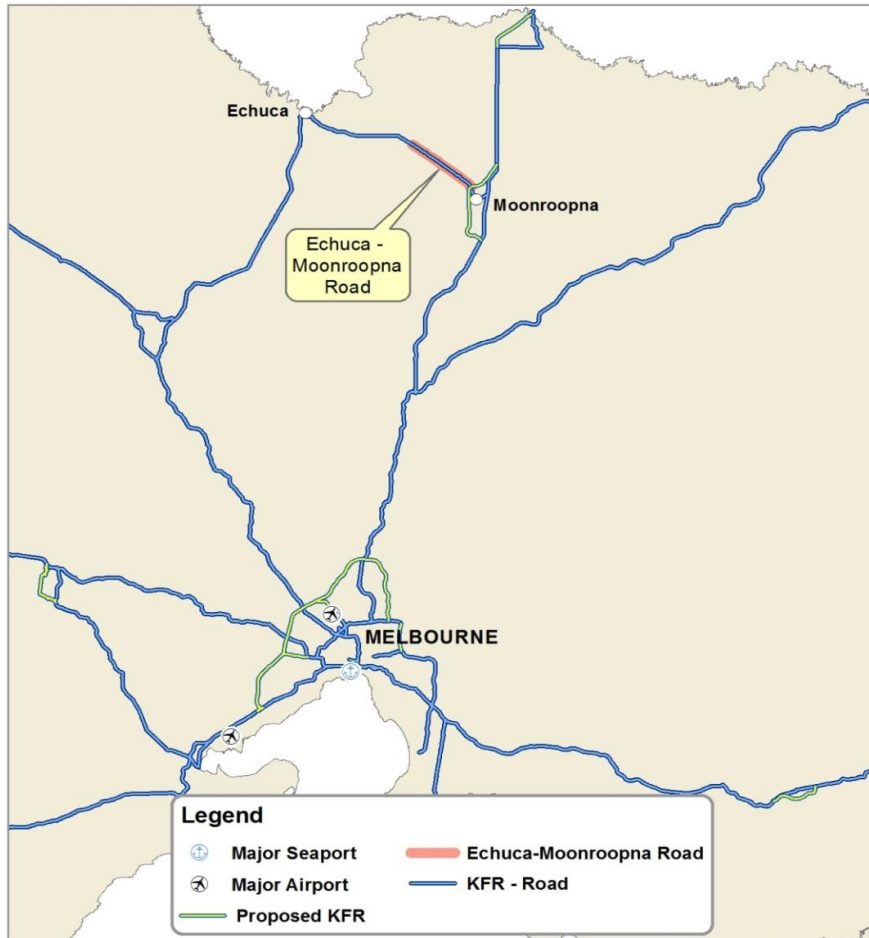 Echuca
Moonroopna
Echuca -
Moonroopna
Road
MELBOURNE
Legend
Major Seaport
Echuca-Moonroopna Road
Major Airport
KFR - Road
Proposed KFR